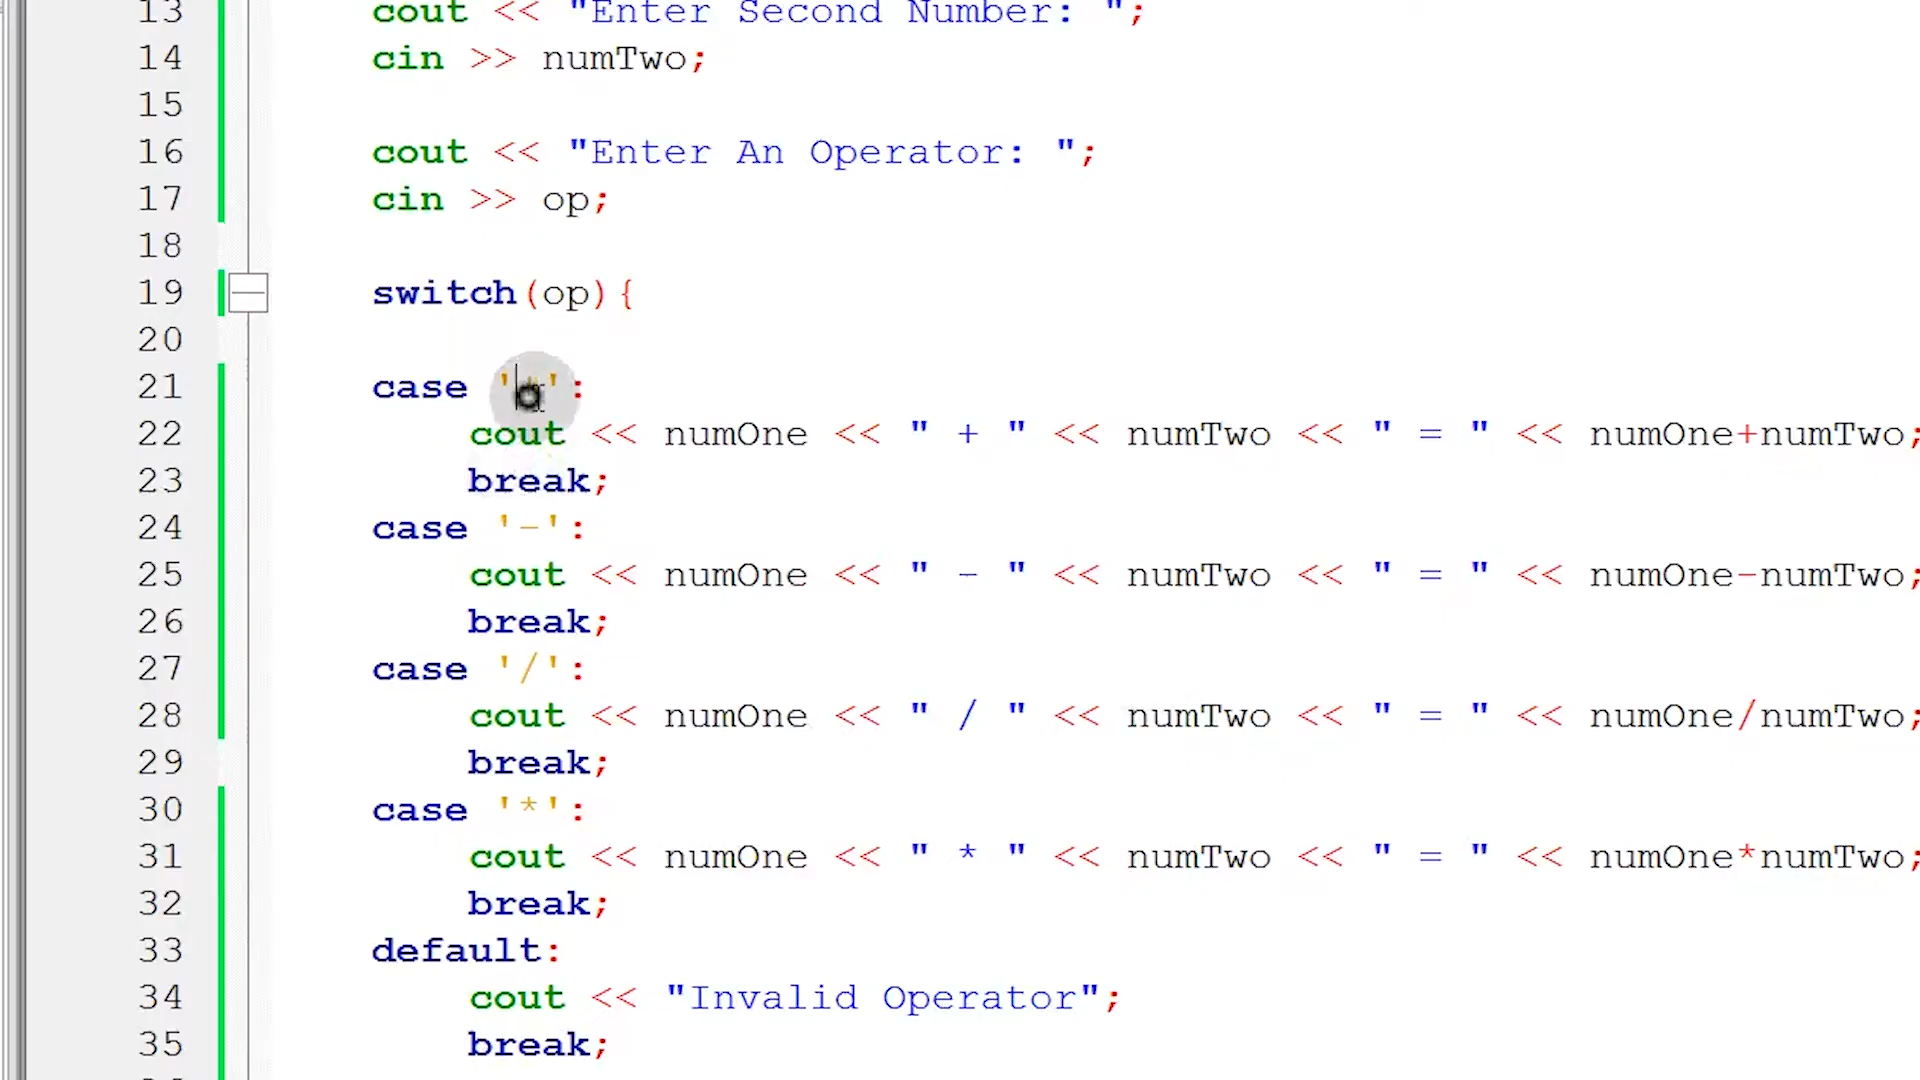 13 cout << "Enter Second Number: ";
14 cin >> numTwo;
15
16 cout << "Enter An Operator: ";
17 cin >> op;
18
19 switch(op){
20
21 case '+':
22 cout << numOne << " + " << numTwo << " = " << numOne+numTwo;
23 break;
24 case '-':
25 cout << numOne << " - " << numTwo << " = " << numOne-numTwo;
26 break;
27 case '/':
28 cout << numOne << " / " << numTwo << " = " << numOne/numTwo;
29 break;
30 case '*':
31 cout << numOne << " * " << numTwo << " = " << numOne*numTwo;
32 break;
33 default:
34 cout << "Invalid Operator";
35 break;